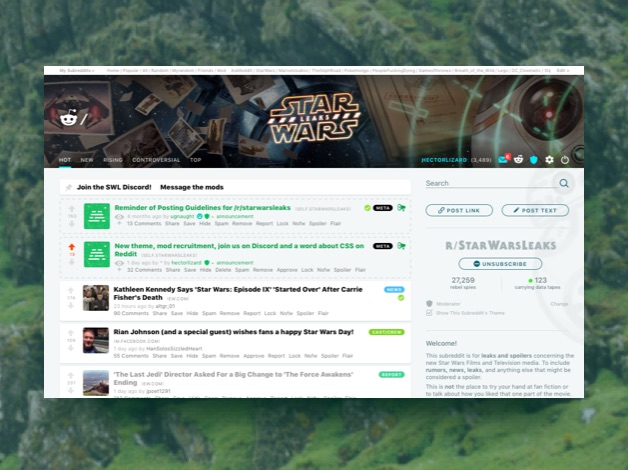 My Subreddits
Home / Popular / All / Random / Myrandom / Friends / Mod
Edit »
STAR
LEAKS
WARS
HOT NEW RISING CONTROVERSIAL TOP
HECTORLIZARD (3,489)
Join the SWL Discord! Message the mods
Search
Reminder of Posting Guidelines for /r/starwarsleaks (SELF.STARWARSLEAKS)
META
4 months ago by ugnaught - announcement
13 Comments Share Save Hide Spam Remove Report Lock Nsfw Spoiler Flair
POST LINK POST TEXT
New theme, mod recruitment, join us on Discord and a word about CSS on
Reddit (SELF.STARWARSLEAKS)
META
1 day ago by * by hectorlizard - announcement
32 Comments Share Save Hide Delete Spam Remove Approve Lock Nsfw Spoiler Flair
R/STARWARSLEAKS
UNSUBSCRIBE
27,259 123
rebel spies carrying data tapes
Kathleen Kennedy Says 'Star Wars: Episode IX' 'Started Over' After Carrie
Fisher's Death (EW.COM)
NEWS
23 hours ago by altgr_01
90 Comments Share Save Hide Spam Remove Report Lock Nsfw Spoiler Flair
Moderator Change
Show This Subreddit's Theme
Rian Johnson (and a special guest) wishes fans a happy Star Wars Day!
(M.FACEBOOK.COM)
CAST/CREW
1 day ago by HanSolosSizzledHeart
55 Comments Share Save Hide Spam Remove Approve Report Lock Nsfw Spoiler Flair
Welcome!
This subreddit is for leaks and spoilers concerning the
new Star Wars Films and Television media. To include
rumors, news, leaks, and anything else that might be
considered a spoiler.
'The Last Jedi' Director Asked For a Big Change to 'The Force Awakens'
Ending (EW.COM)
REPORT
1 day ago by
This is not the place to try your hand at fan fiction or
to talk about how you liked that one part of the movie.